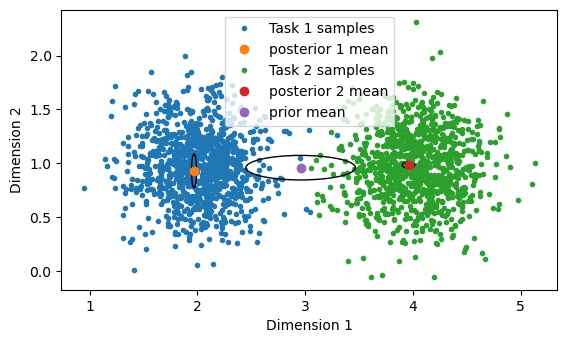 Task 1 samples
posterior 1 mean
Task 2 samples
posterior 2 mean
prior mean
Dimension 2
2.0
1.5
1.0
0.5
0.0
1 2 3 4 5
Dimension 1